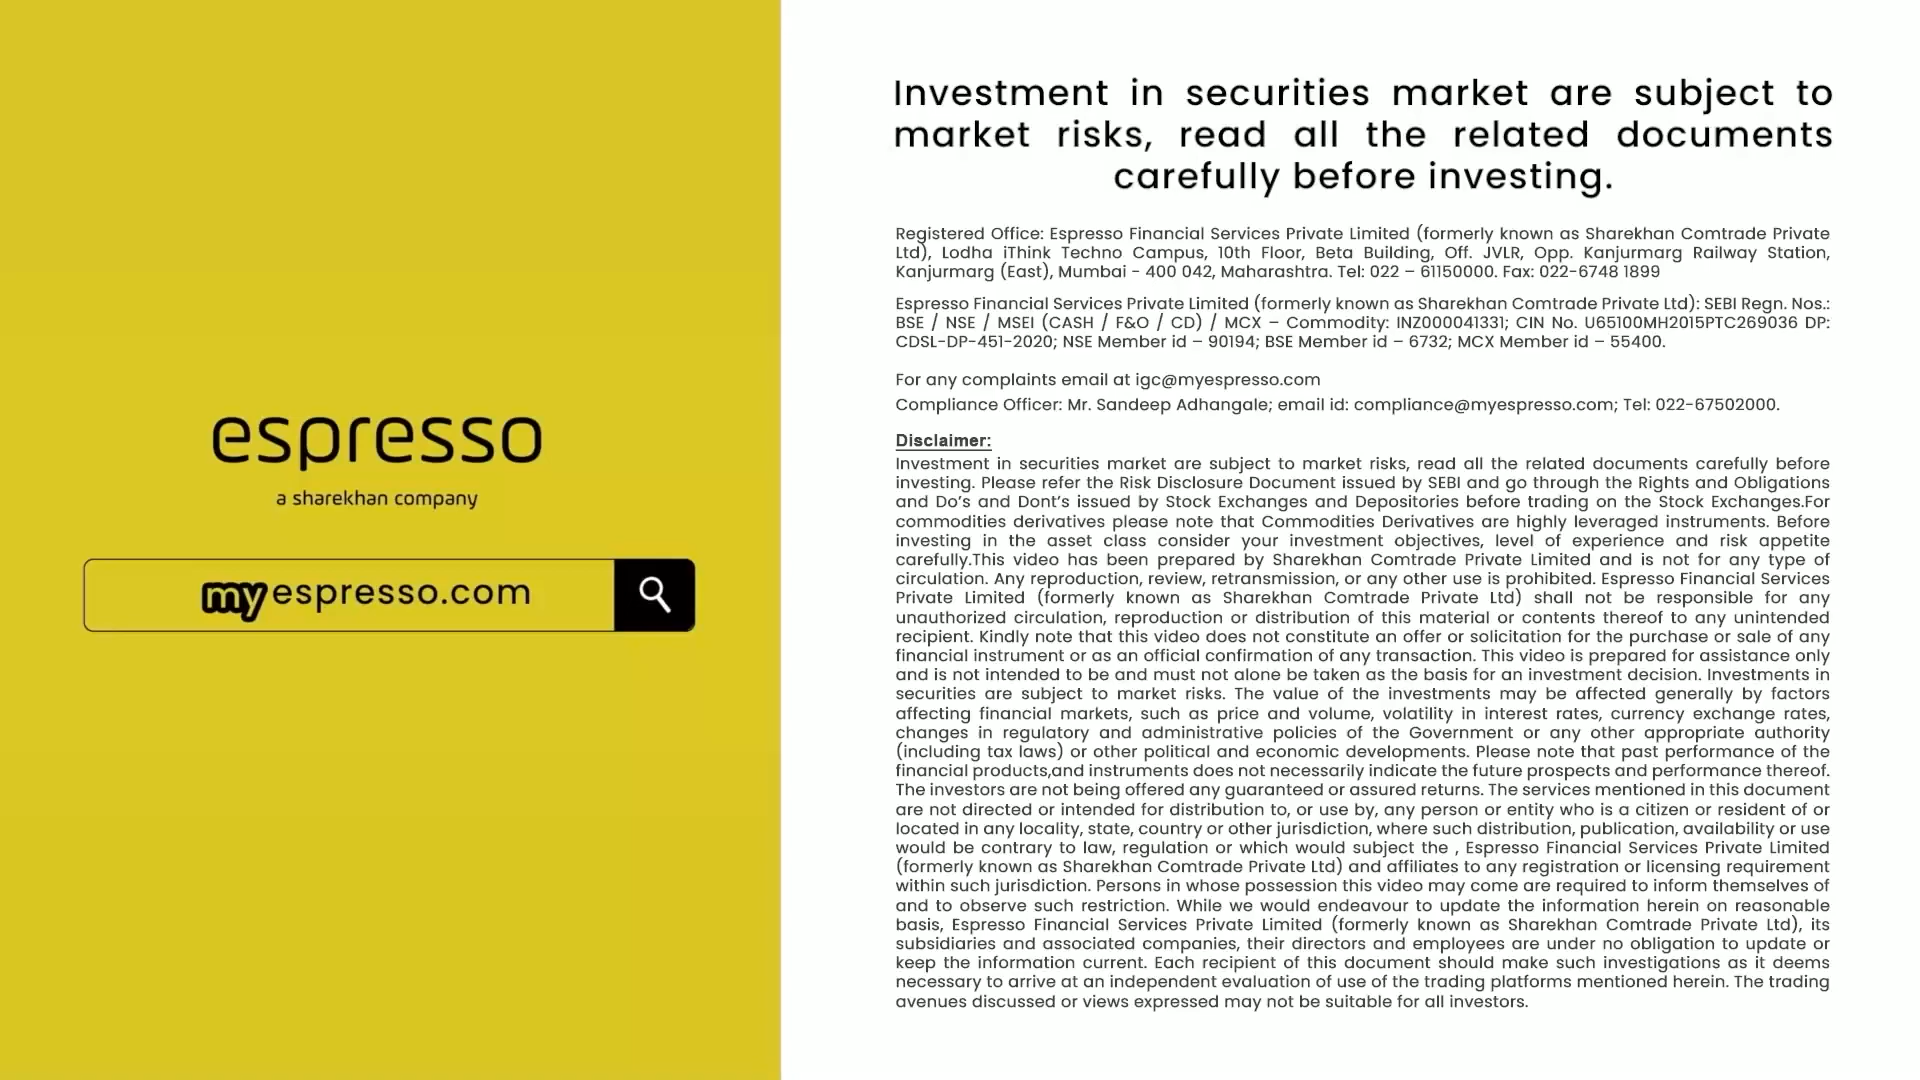 espresso
a sharekhan company
myespresso.com
Investment in securities market are subject to
market risks, read all the related documents
carefully before investing.
Registered Office: Espresso Financial Services Private Limited (formerly known as Sharekhan Comtrade Private
Ltd), Lodha iThink Techno Campus, 10th Floor, Beta Building, Off. JVLR, Opp. Kanjurmarg Railway Station,
Kanjurmarg (East), Mumbai - 400 042, Maharashtra. Tel: 022 – 61150000. Fax: 022-6748 1899
Espresso Financial Services Private Limited (formerly known as Sharekhan Comtrade Private Ltd): SEBI Regn. Nos.:
BSE / NSE / MSEI (CASH / F&O / CD) / MCX – Commodity: INZ000041331; CIN No. U65100MH2015PTC269036 DP:
CDSL-DP-451-2020; NSE Member id – 90194; BSE Member id – 6732; MCX Member id – 55400.
For any complaints email at igc@myespresso.com
Compliance Officer: Mr. Sandeep Adhangale; email id: compliance@myespresso.com; Tel: 022-67502000.
Disclaimer:
Investment in securities market are subject to market risks, read all the related documents carefully before
investing. Please refer the Risk Disclosure Document issued by SEBI and go through the Rights and Obligations
and Do’s and Dont’s issued by Stock Exchanges and Depositories before trading on the Stock Exchanges.For
commodities derivatives please note that Commodities Derivatives are highly leveraged instruments. Before
investing in the asset class consider your investment objectives, level of experience and risk appetite
carefully.This video has been prepared by Sharekhan Comtrade Private Limited and is not for any type of
circulation. Any reproduction, review, retransmission, or any other use is prohibited. Espresso Financial Services
Private Limited (formerly known as Sharekhan Comtrade Private Ltd) shall not be responsible for any
unauthorized circulation, reproduction or distribution of this material or contents thereof to any unintended
recipient. Kindly note that this video does not constitute an offer or solicitation for the purchase or sale of any
financial instrument or as an official confirmation of any transaction. This video is prepared for assistance only
and is not intended to be and must not alone be taken as the basis for an investment decision. Investments in
securities are subject to market risks. The value of the investments may be affected generally by factors
affecting financial markets, such as price and volume, volatility in interest rates, currency exchange rates,
changes in regulatory and administrative policies of the Government or any other appropriate authority
(including tax laws) or other political and economic developments. Please note that past performance of the
financial products,and instruments does not necessarily indicate the future prospects and performance thereof.
The investors are not being offered any guaranteed or assured returns. The services mentioned in this document
are not directed or intended for distribution to, or use by, any person or entity who is a citizen or resident of or
located in any locality, state, country or other jurisdiction, where such distribution, publication, availability or use
would be contrary to law, regulation or which would subject the , Espresso Financial Services Private Limited
(formerly known as Sharekhan Comtrade Private Ltd) and affiliates to any registration or licensing requirement
within such jurisdiction. Persons in whose possession this video may come are required to inform themselves of
and to observe such restriction. While we would endeavour to update the information herein on reasonable
basis, Espresso Financial Services Private Limited (formerly known as Sharekhan Comtrade Private Ltd), its
subsidiaries and associated companies, their directors and employees are under no obligation to update or
keep the information current. Each recipient of this document should make such investigations as it deems
necessary to arrive at an independent evaluation of use of the trading platforms mentioned herein. The trading
avenues discussed or views expressed may not be suitable for all investors.